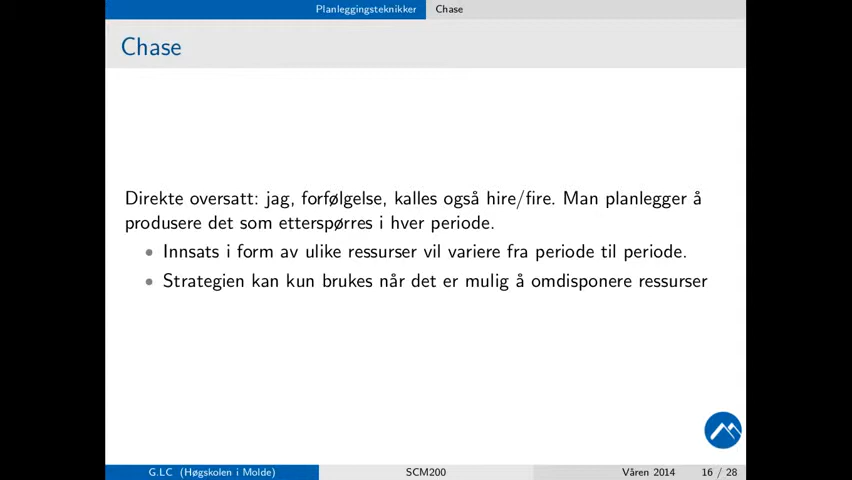 Planleggingsteknikker Chase
Chase
Direkte oversatt: jag, forfølgelse, kalles også hire/fire. Man planlegger å
produsere det som etterspørres i hver periode.
• Innsats i form av ulike ressurser vil variere fra periode til periode.
• Strategien kan kun brukes når det er mulig å omdisponere ressurser
G.LC (Høgskolen i Molde) SCM200 Våren 2014 16 / 28